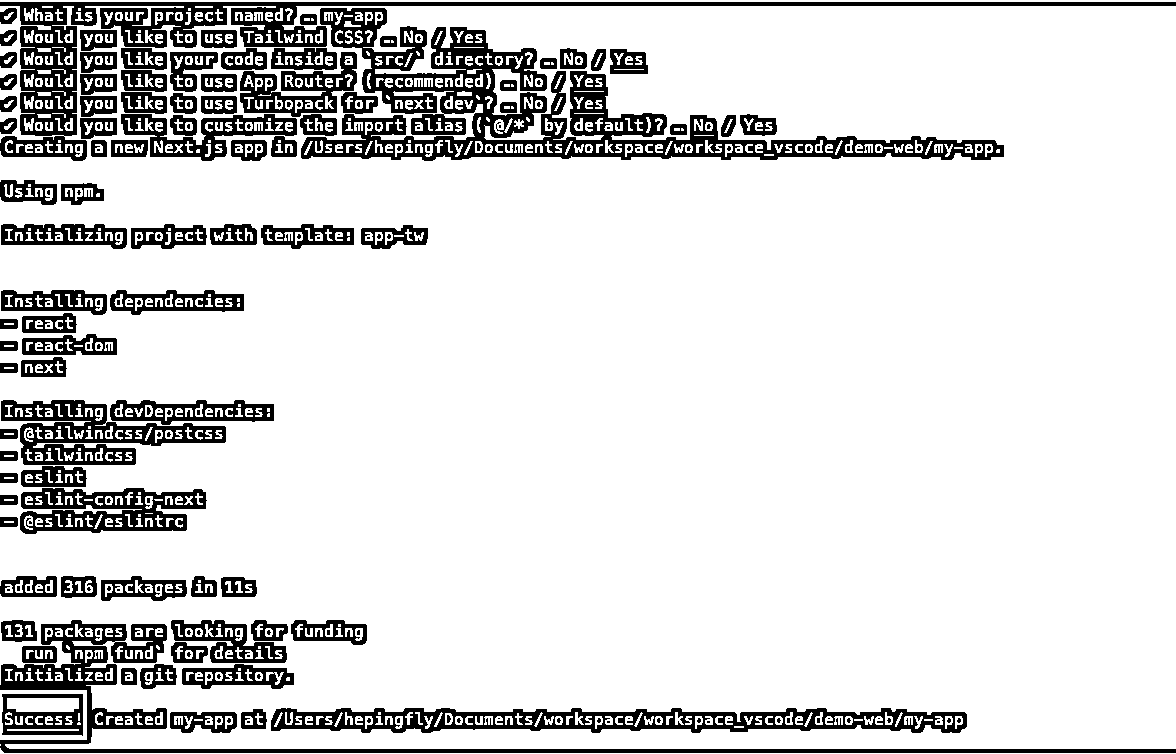 ✔ What is your project named? … my-app
✔ Would you like to use Tailwind CSS? … No / Yes
✔ Would you like your code inside a `src/` directory? … No / Yes
✔ Would you like to use App Router? (recommended) … No / Yes
✔ Would you like to use Turbopack for `next dev`? … No / Yes
✔ Would you like to customize the import alias (`@/*` by default)? … No / Yes
Creating a new Next.js app in /Users/hepingfly/Documents/workspace/workspace_vscode/demo-web/my-app.
Using npm.
Initializing project with template: app-tw
Installing dependencies:
- react
- react-dom
- next
Installing devDependencies:
- @tailwindcss/postcss
- tailwindcss
- eslint
- eslint-config-next
- @eslint/eslintrc
added 316 packages in 11s
131 packages are looking for funding
run `npm fund` for details
Initialized a git repository.
Success! Created my-app at /Users/hepingfly/Documents/workspace/workspace_vscode/demo-web/my-app